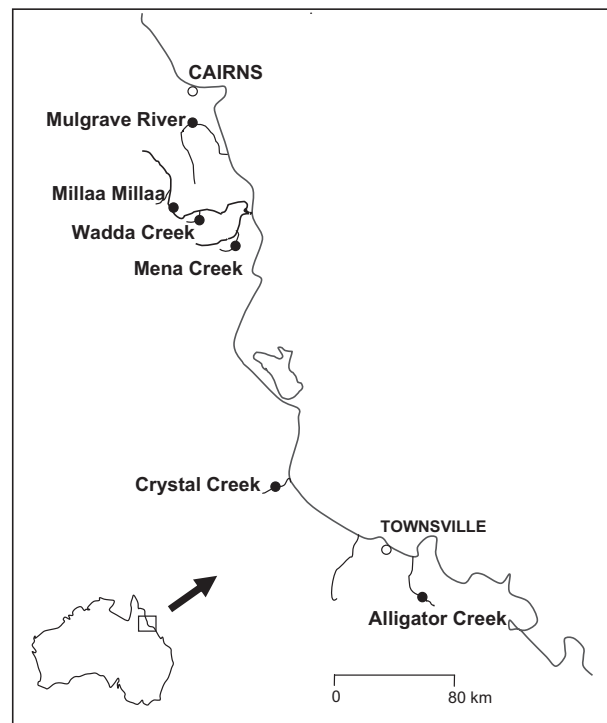 CAIRNS
Mulgrave River
Millaa Millaa
Wadda Creek
Mena Creek
Crystal Creek
TOWNSVILLE
Alligator Creek
0 80 km